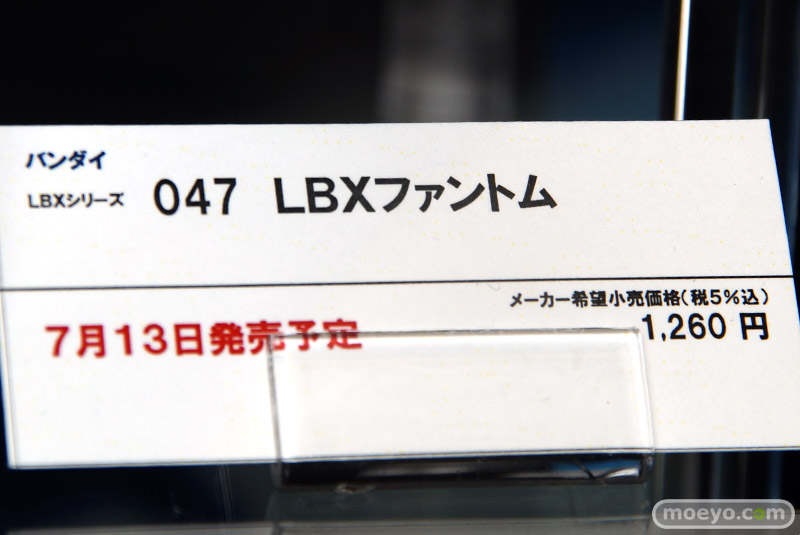 バンダイ
LBXシリーズ 047 LBXファントム
メーカー希望小売価格(税5%込)
7月13日発売予定 1,260 円
moeyo.com